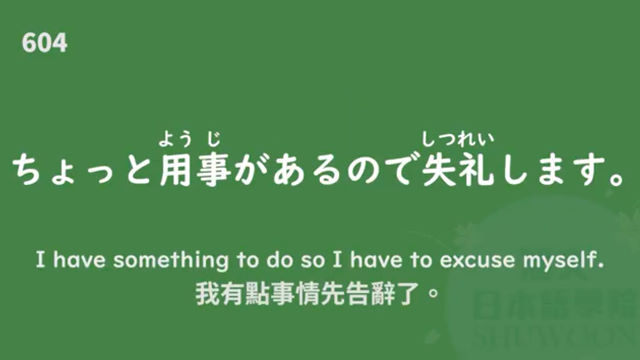 604
よう じ しつれい
ちょっと用事があるので失礼します。
I have something to do so I have to excuse myself.
我有點事情先告辭了。
日本語學院
SHUWOON